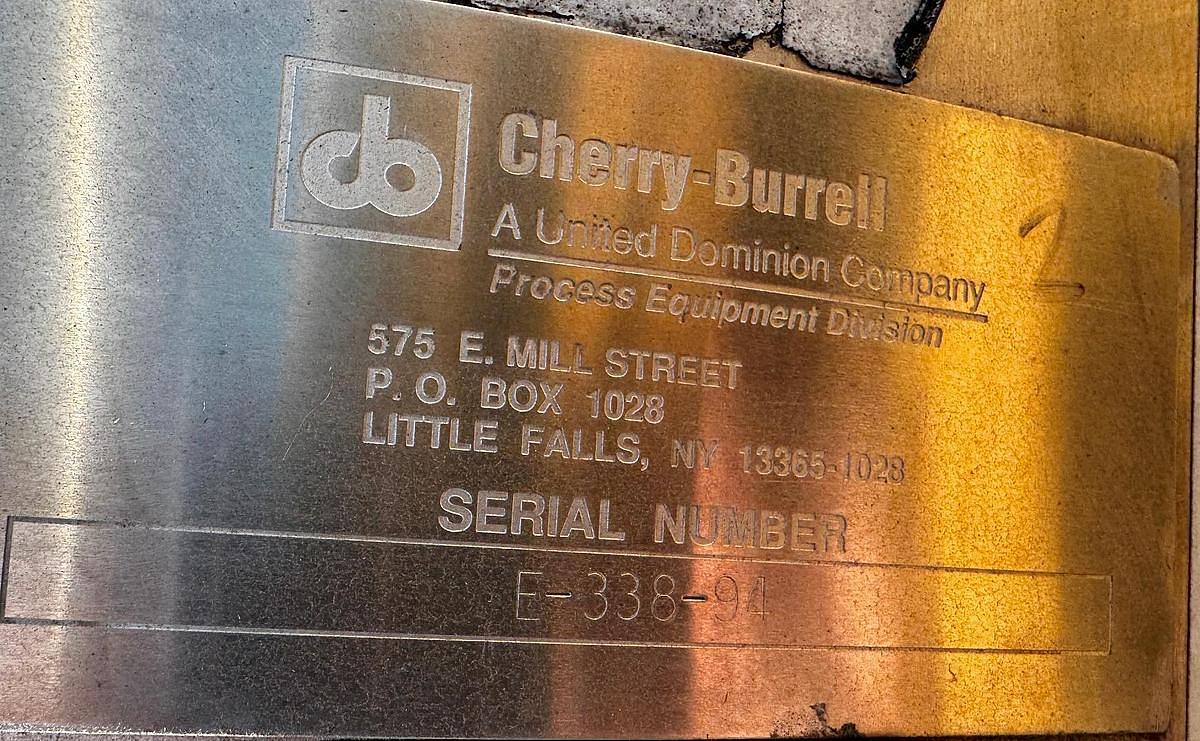 cb
Cherry-Burrell
A United Dominion Company
Process Equipment Division
575 E. MILL STREET
P. O. BOX 1028
LITTLE FALLS, NY 13365-1028
SERIAL NUMBER
E-338-94